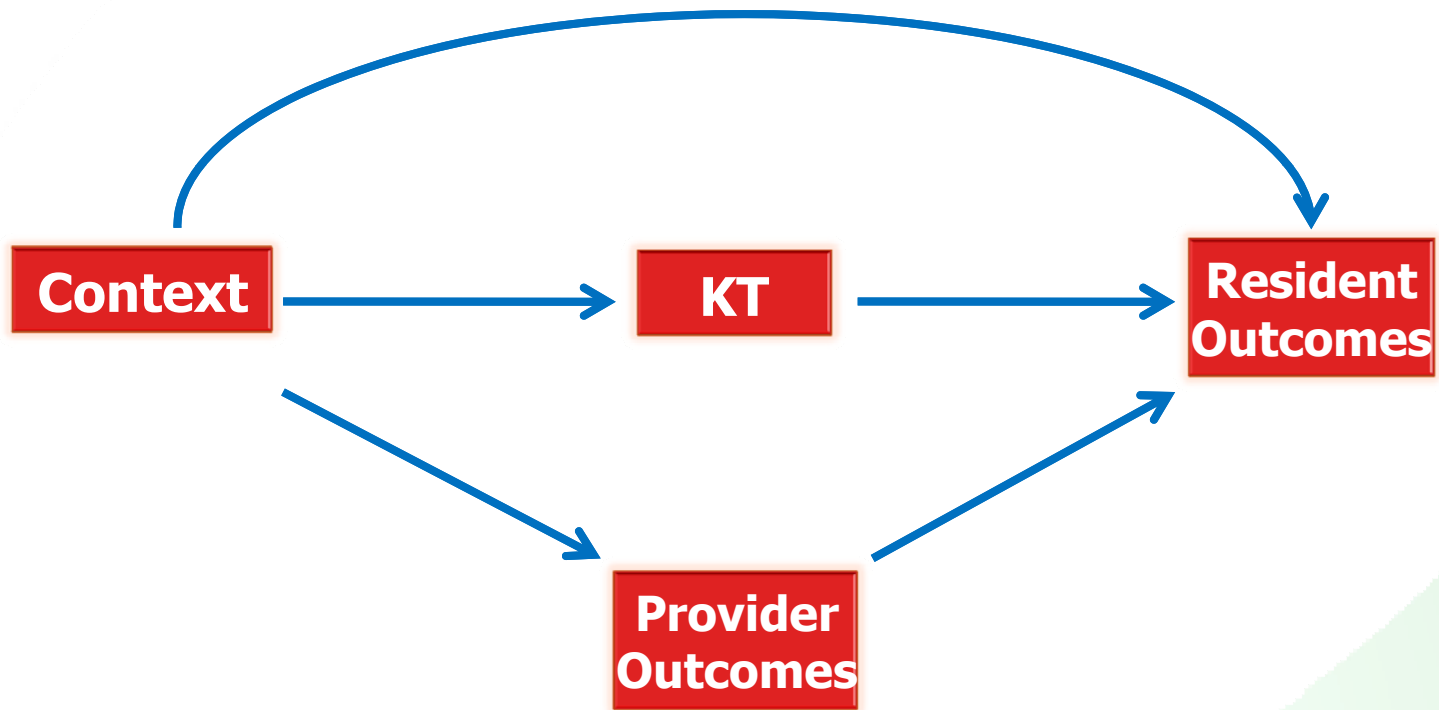 Context
KT
Resident
Outcomes
Provider
Outcomes